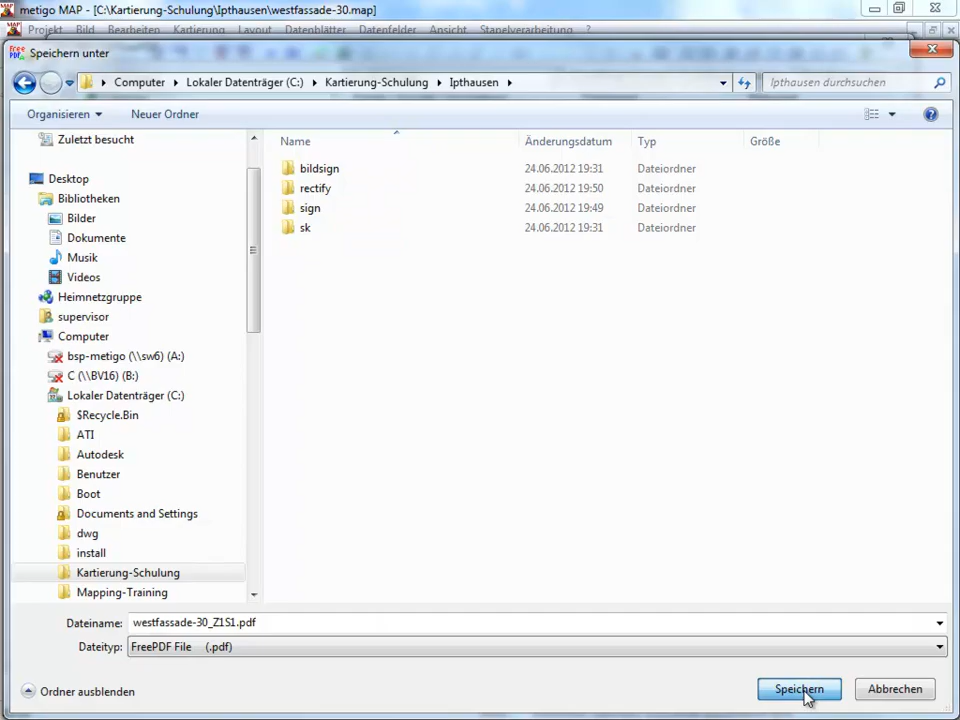 metigo MAP - [C:\Kartierung-Schulung\Ipthausen\westfassade-30.map]
MAP Projekt Bild Bearbeiten Kartierung Layout Datenblätter Datenfelder Ansicht Stapelverarbeitung ?
Free PDF Speichern unter
Computer Lokaler Datenträger (C:) Kartierung-Schulung Ipthausen
Ipthausen durchsuchen
Organisieren Neuer Ordner
Zuletzt besucht
Name Änderungsdatum Typ Größe
bildsign 24.06.2012 19:31 Dateiordner
rectify 24.06.2012 19:50 Dateiordner
sign 24.06.2012 19:49 Dateiordner
sk 24.06.2012 19:31 Dateiordner
Desktop
Bibliotheken
Bilder
Dokumente
Musik
Videos
Heimnetzgruppe
supervisor
Computer
bsp-metigo (\\sw6) (A:)
C (\\BV16) (B:)
Lokaler Datenträger (C:)
$Recycle.Bin
ATI
Autodesk
Benutzer
Boot
Documents and Settings
dwg
install
Kartierung-Schulung
Mapping-Training
Dateiname: westfassade-30_Z1S1.pdf
Dateityp: FreePDF File (.pdf)
Ordner ausblenden
Speichern Abbrechen